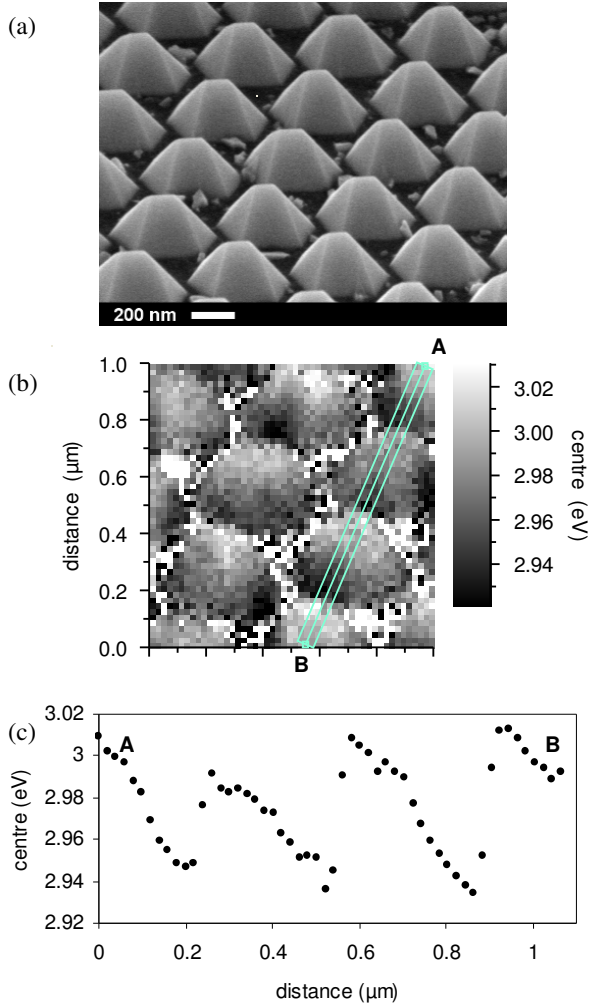 (a)
200 nm
(b)
A
1.0
0.8
0.6
0.4
0.2
0.0
distance (µm)
B
3.02
3.00
2.98
2.96
2.94
centre (eV)
(c)
3.02
3
2.98
2.96
2.94
2.92
centre (eV)
A
B
0
0.2
0.4
0.6
0.8
1
distance (µm)